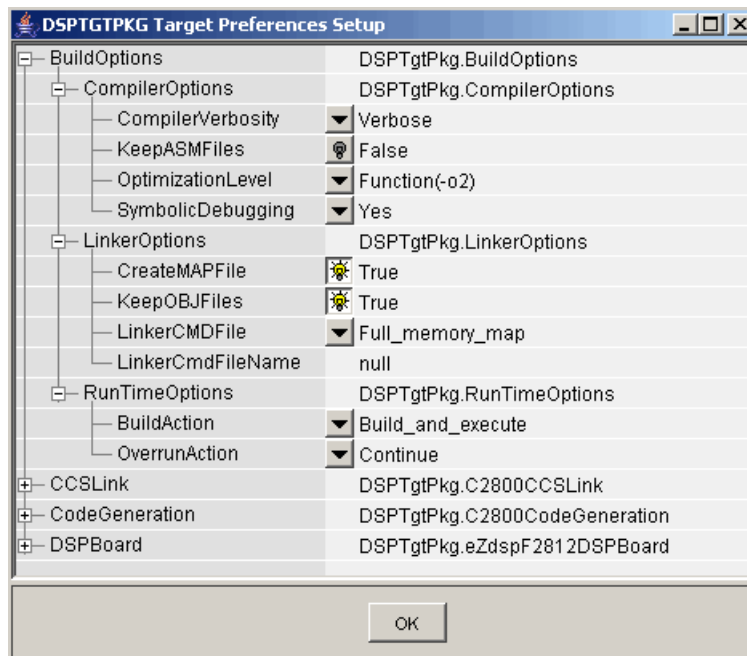 DSPTGTPKG Target Preferences Setup
BuildOptions DSPTgtPkg.BuildOptions
CompilerOptions DSPTgtPkg.CompilerOptions
CompilerVerbosity Verbose
KeepASMFiles False
OptimizationLevel Function(-o2)
SymbolicDebugging Yes
LinkerOptions DSPTgtPkg.LinkerOptions
CreateMAPFile True
KeepOBJFiles True
LinkerCMDFile Full_memory_map
LinkerCmdFileName null
RunTimeOptions DSPTgtPkg.RunTimeOptions
BuildAction Build_and_execute
OverrunAction Continue
CCSLink DSPTgtPkg.C2800CCSLink
CodeGeneration DSPTgtPkg.C2800CodeGeneration
DSPBoard DSPTgtPkg.eZdspF2812DSPBoard
OK